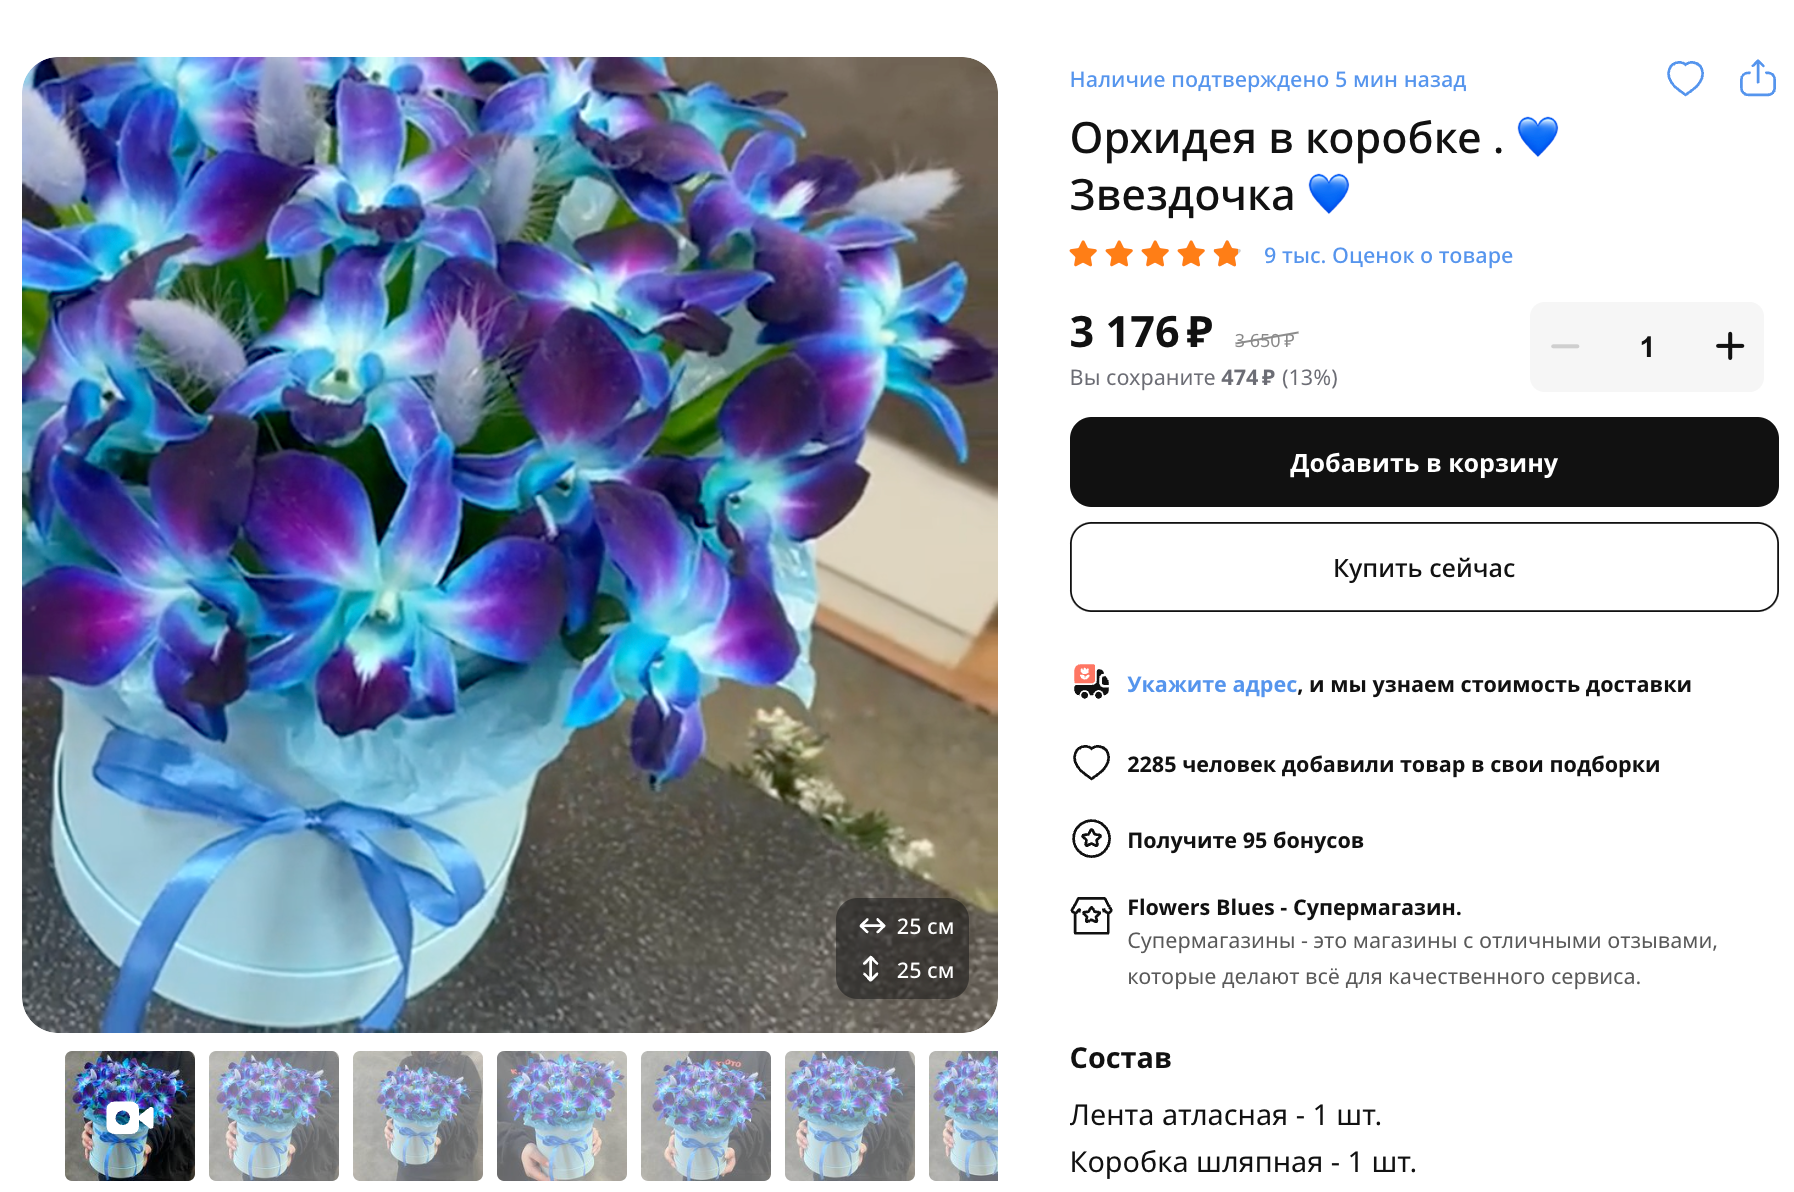 Наличие подтверждено 5 мин назад
Орхидея в коробке . 💙
Звездочка 💙
9 тыс. Оценок о товаре
3 176 ₽ 3 650 ₽
Вы сохраните 474 ₽ (13%)
1
Добавить в корзину
Купить сейчас
Укажите адрес, и мы узнаем стоимость доставки
2285 человек добавили товар в свои подборки
Получите 95 бонусов
Flowers Blues - Супермагазин.
Супермагазины - это магазины с отличными отзывами,
которые делают всё для качественного сервиса.
25 см
25 см
Состав
Лента атласная - 1 шт.
Коробка шляпная - 1 шт.